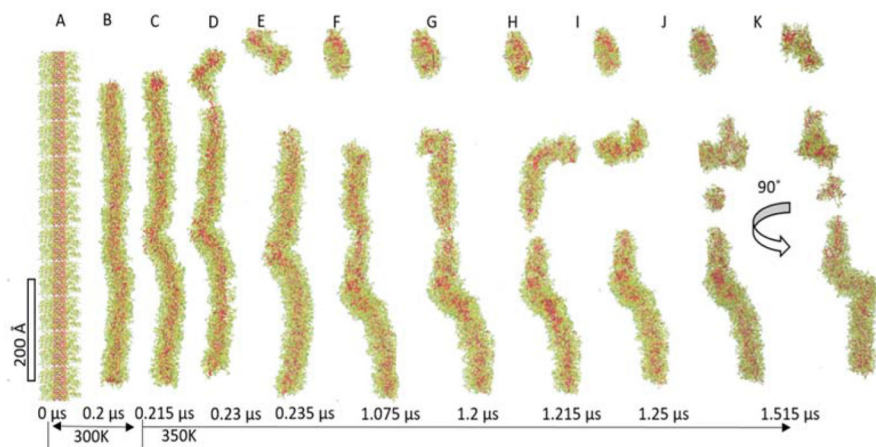 A B C D E F G H I J K
90°
200 Å
0 µs 0.2 µs 0.215 µs 0.23 µs 0.235 µs 1.075 µs 1.2 µs 1.215 µs 1.25 µs 1.515 µs
300K 350K